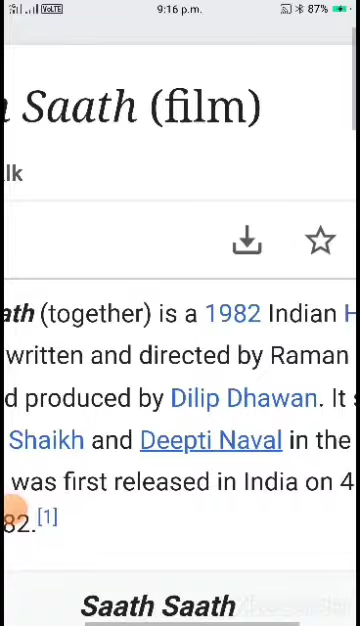 VoLTE 9:16 p.m. 87%
Saath (film)
lk
ath (together) is a 1982 Indian H
written and directed by Raman
d produced by Dilip Dhawan. It s
Shaikh and Deepti Naval in the
was first released in India on 4
82.[1]
Saath Saath